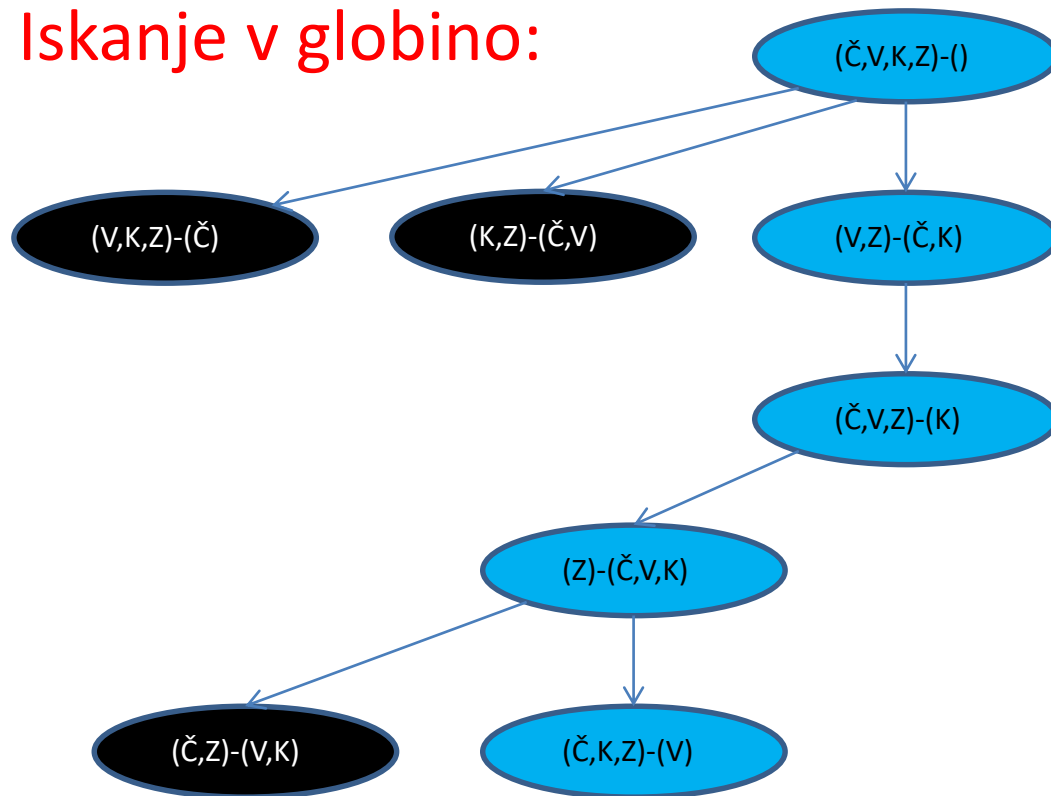 Iskanje v globino:
(Č,V,K,Z)-()
(V,K,Z)-(Č)
(K,Z)-(Č,V)
(V,Z)-(Č,K)
(Č,V,Z)-(K)
(Z)-(Č,V,K)
(Č,Z)-(V,K)
(Č,K,Z)-(V)